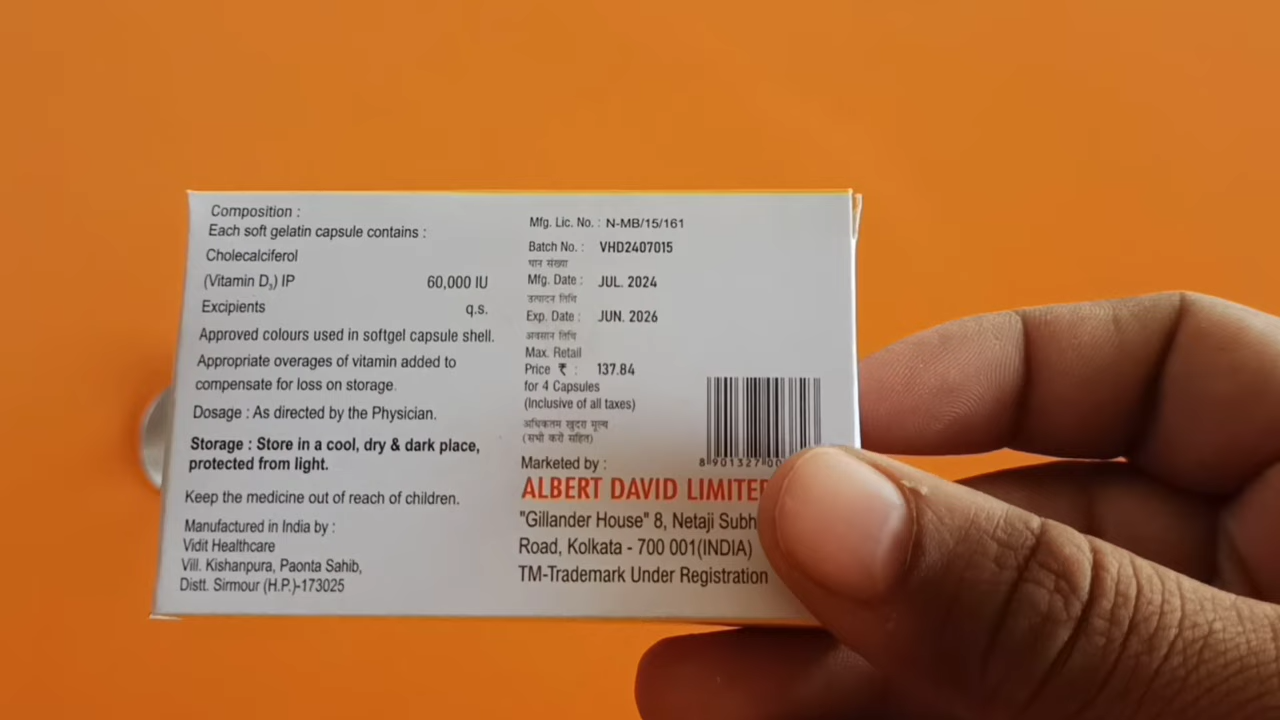 Composition :
Each soft gelatin capsule contains :
Cholecalciferol
(Vitamin D₃) IP 60,000 IU
Excipients q.s.
Approved colours used in softgel capsule shell.
Appropriate overages of vitamin added to
compensate for loss on storage.
Dosage : As directed by the Physician.
Storage : Store in a cool, dry & dark place,
protected from light.
Keep the medicine out of reach of children.
Manufactured in India by :
Vidit Healthcare
Vill. Kishanpura, Paonta Sahib,
Distt. Sirmour (H.P.)-173025
Mfg. Lic. No. : N-MB/15/161
Batch No. : VHD2407015
घान संख्या
Mfg. Date : JUL. 2024
उत्पादन तिथि
Exp. Date : JUN. 2026
अवसान तिथि
Max. Retail
Price ₹ : 137.84
for 4 Capsules
(Inclusive of all taxes)
अधिकतम खुदरा मूल्य
(सभी करों सहित)
8 901327 00
Marketed by :
ALBERT DAVID LIMITE
"Gillander House" 8, Netaji Subh
Road, Kolkata - 700 001(INDIA)
TM-Trademark Under Registration